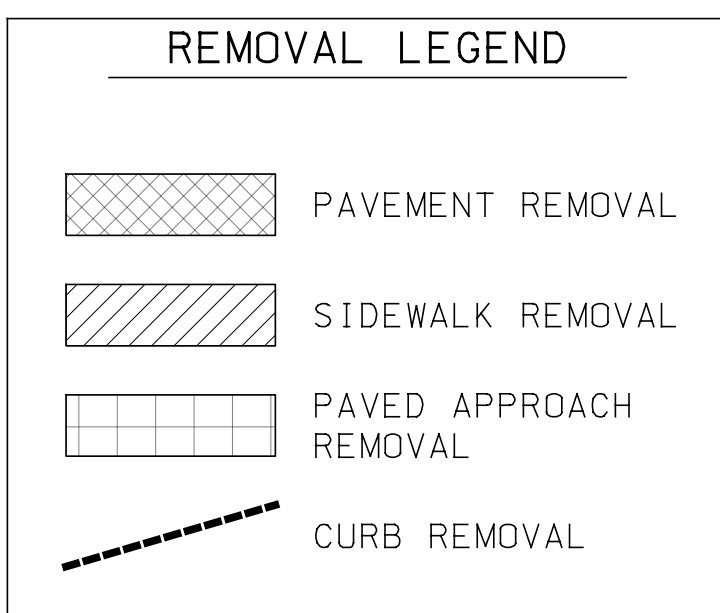 REMOVAL LEGEND
PAVEMENT REMOVAL
SIDEWALK REMOVAL
PAVED APPROACH
REMOVAL
CURB REMOVAL